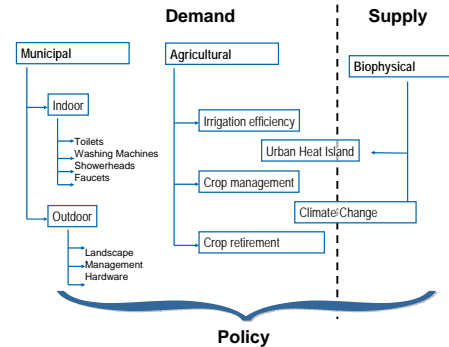 Demand
Supply
Municipal
Agricultural
Biophysical
Indoor
Toilets
Washing Machines
Showerheads
Faucets
Outdoor
Landscape
Management
Hardware
Irrigation efficiency
Urban Heat Island
Crop management
Climate Change
Crop retirement
Policy